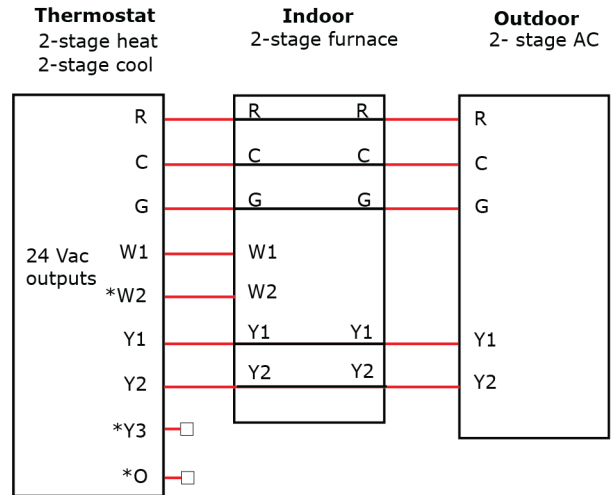 Thermostat
2-stage heat
2-stage cool
Indoor
2-stage furnace
Outdoor
2- stage AC
R R R R
C C C C
G G G G
24 Vac
outputs
W1 W1
*W2 W2
Y1 Y1 Y1 Y1
Y2 Y2 Y2 Y2
*Y3
*O